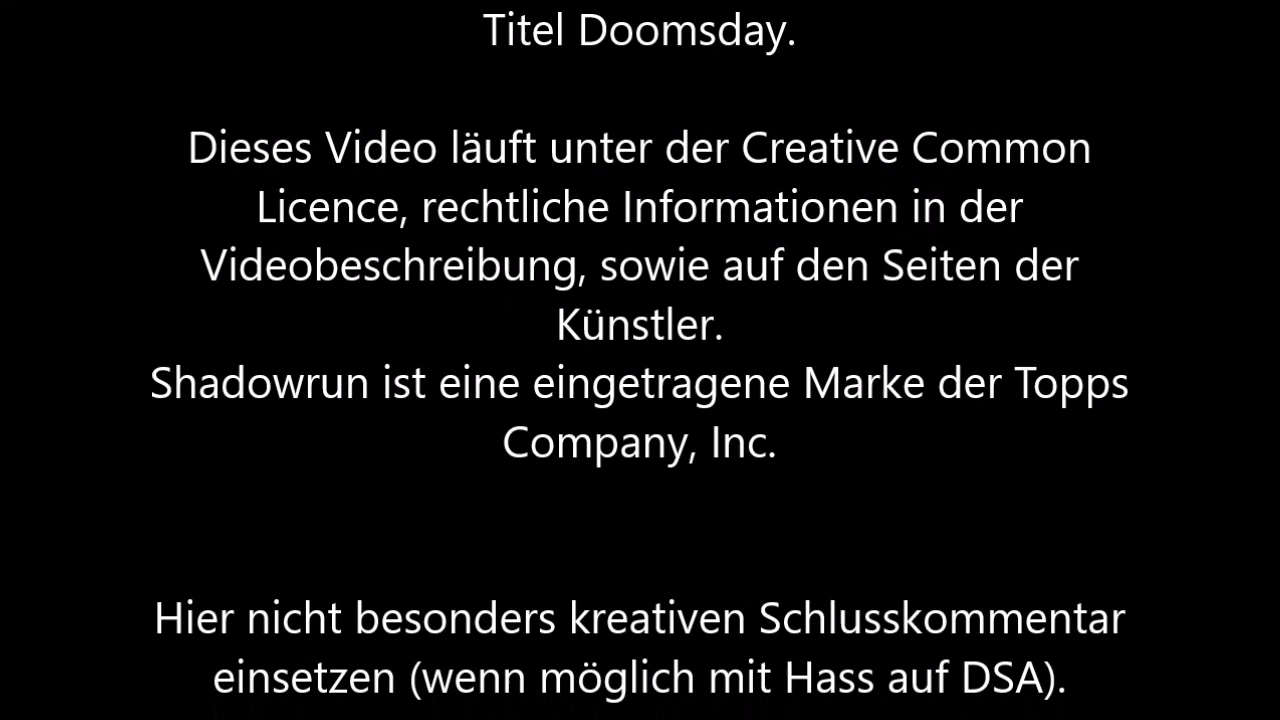 Titel Doomsday.
Dieses Video läuft unter der Creative Common
Licence, rechtliche Informationen in der
Videobeschreibung, sowie auf den Seiten der
Künstler.
Shadowrun ist eine eingetragene Marke der Topps
Company, Inc.
Hier nicht besonders kreativen Schlusskommentar
einsetzen (wenn möglich mit Hass auf DSA).